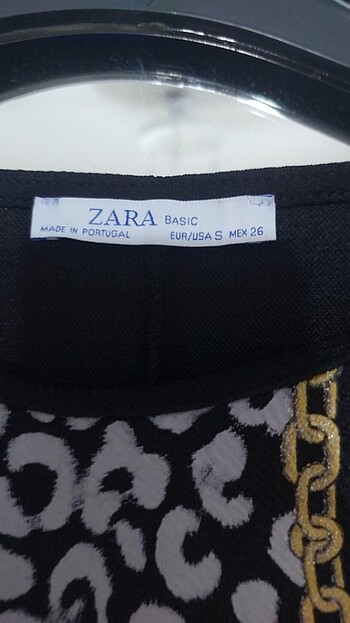 ZARA BASIC
MADE IN PORTUGAL EUR/USA S MEX 26